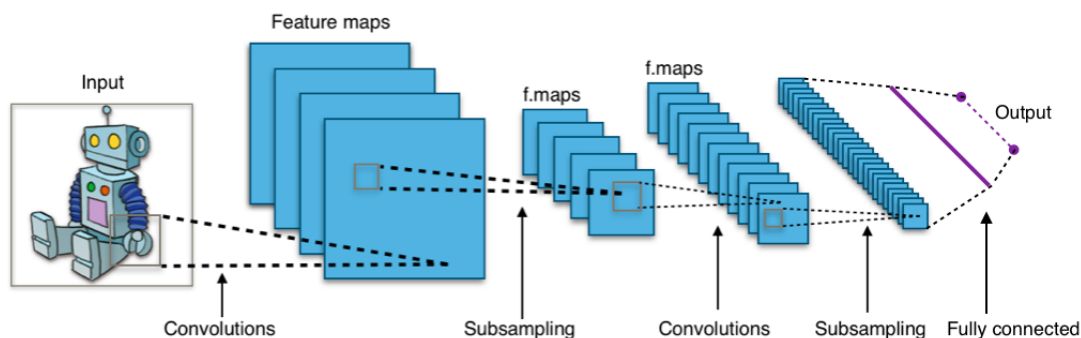 Feature maps
Input
f.maps
f.maps
Output
Convolutions
Subsampling
Convolutions
Subsampling
Fully connected